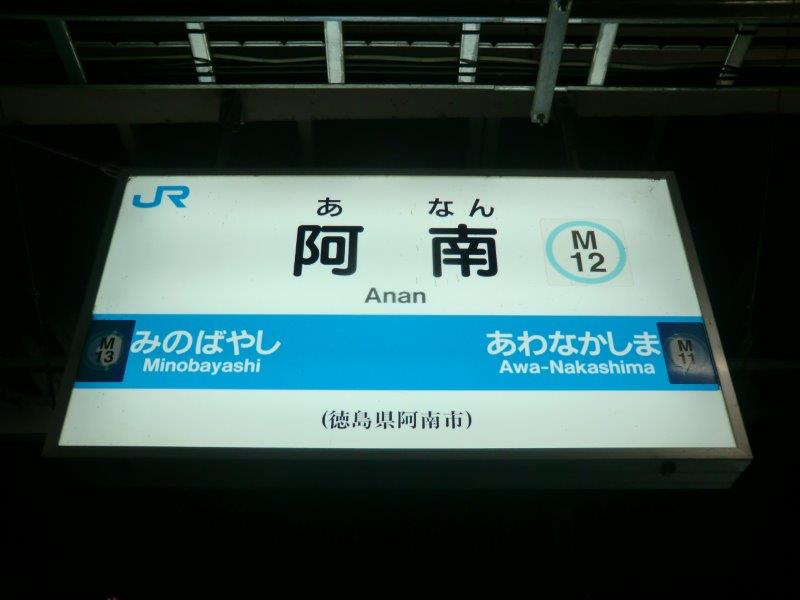 JR
あ なん
阿南
M
12
Anan
M
13
みのばやし
Minobayashi
あわなかしま
Awa-Nakashima
M
11
(徳島県阿南市)